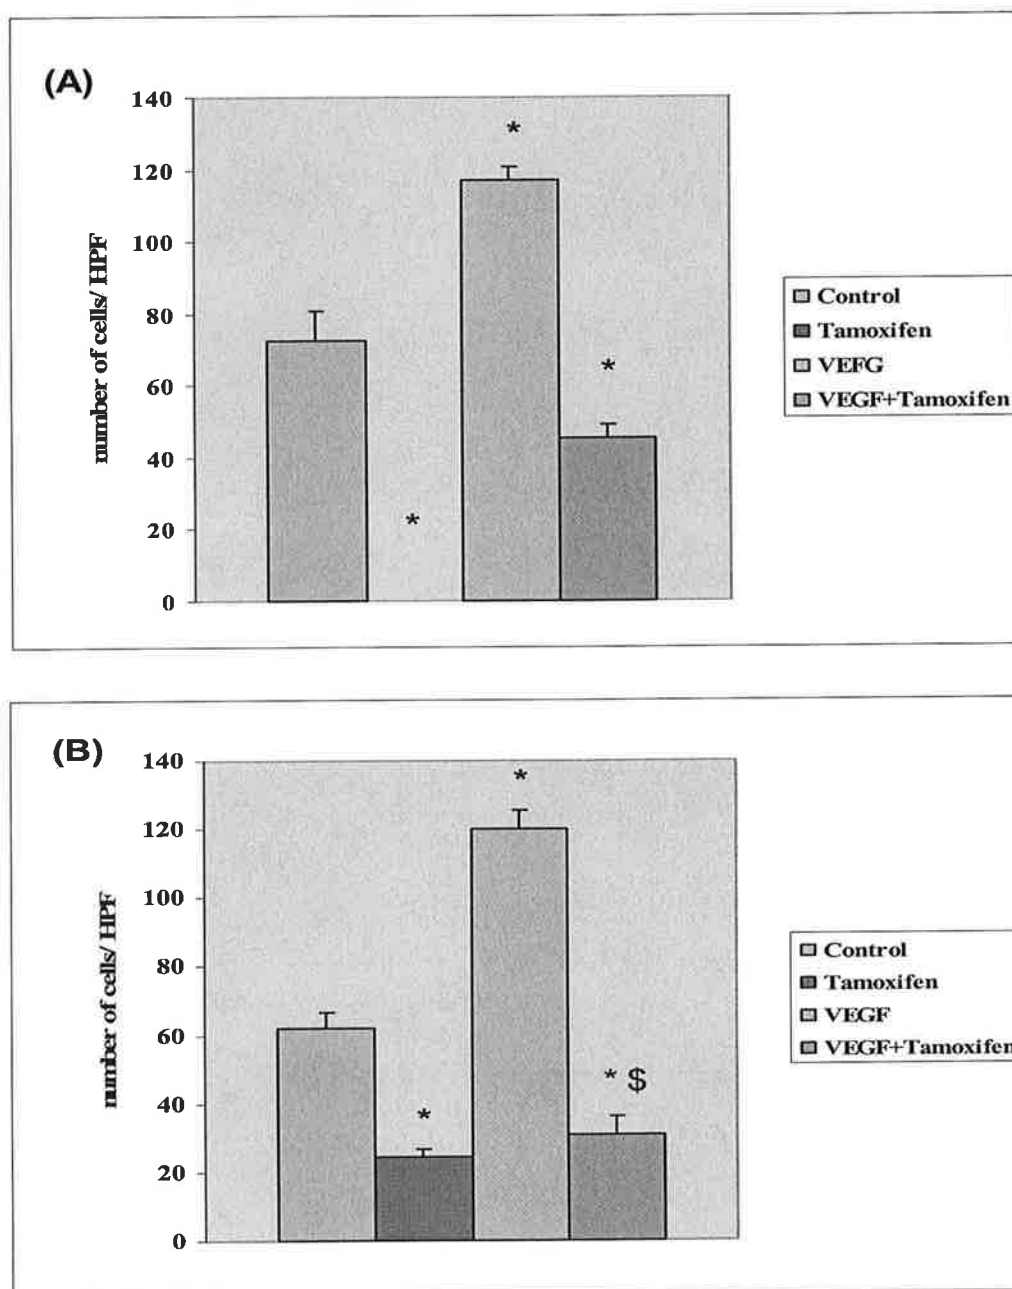 (A)
140
120
100
80
60
40
20
0
number of cells/ HPF
*
*
*
Control
Tamoxifen
VEFG
VEGF+Tamoxifen
(B)
140
120
100
80
60
40
20
0
number of cells/ HPF
*
*
* $
Control
Tamoxifen
VEGF
VEGF+Tamoxifen